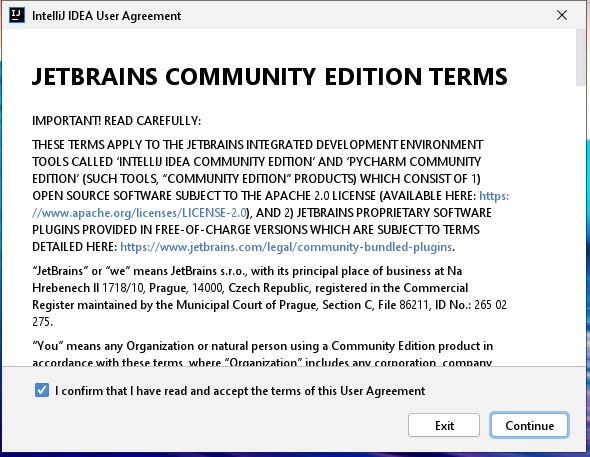 IntelliJ IDEA User Agreement
JETBRAINS COMMUNITY EDITION TERMS
IMPORTANT! READ CAREFULLY:
THESE TERMS APPLY TO THE JETBRAINS INTEGRATED DEVELOPMENT ENVIRONMENT
TOOLS CALLED ‘INTELLIJ IDEA COMMUNITY EDITION’ AND ‘PYCHARM COMMUNITY
EDITION’ (SUCH TOOLS, “COMMUNITY EDITION” PRODUCTS) WHICH CONSIST OF 1)
OPEN SOURCE SOFTWARE SUBJECT TO THE APACHE 2.0 LICENSE (AVAILABLE HERE: https:
//www.apache.org/licenses/LICENSE-2.0), AND 2) JETBRAINS PROPRIETARY SOFTWARE
PLUGINS PROVIDED IN FREE-OF-CHARGE VERSIONS WHICH ARE SUBJECT TO TERMS
DETAILED HERE: https://www.jetbrains.com/legal/community-bundled-plugins.
“JetBrains” or “we” means JetBrains s.r.o., with its principal place of business at Na
Hrebenech II 1718/10, Prague, 14000, Czech Republic, registered in the Commercial
Register maintained by the Municipal Court of Prague, Section C, File 86211, ID No.: 265 02
275.
“You” means any Organization or natural person using a Community Edition product in
accordance with these terms, where “Organization” includes any corporation, company
I confirm that I have read and accept the terms of this User Agreement
Exit
Continue